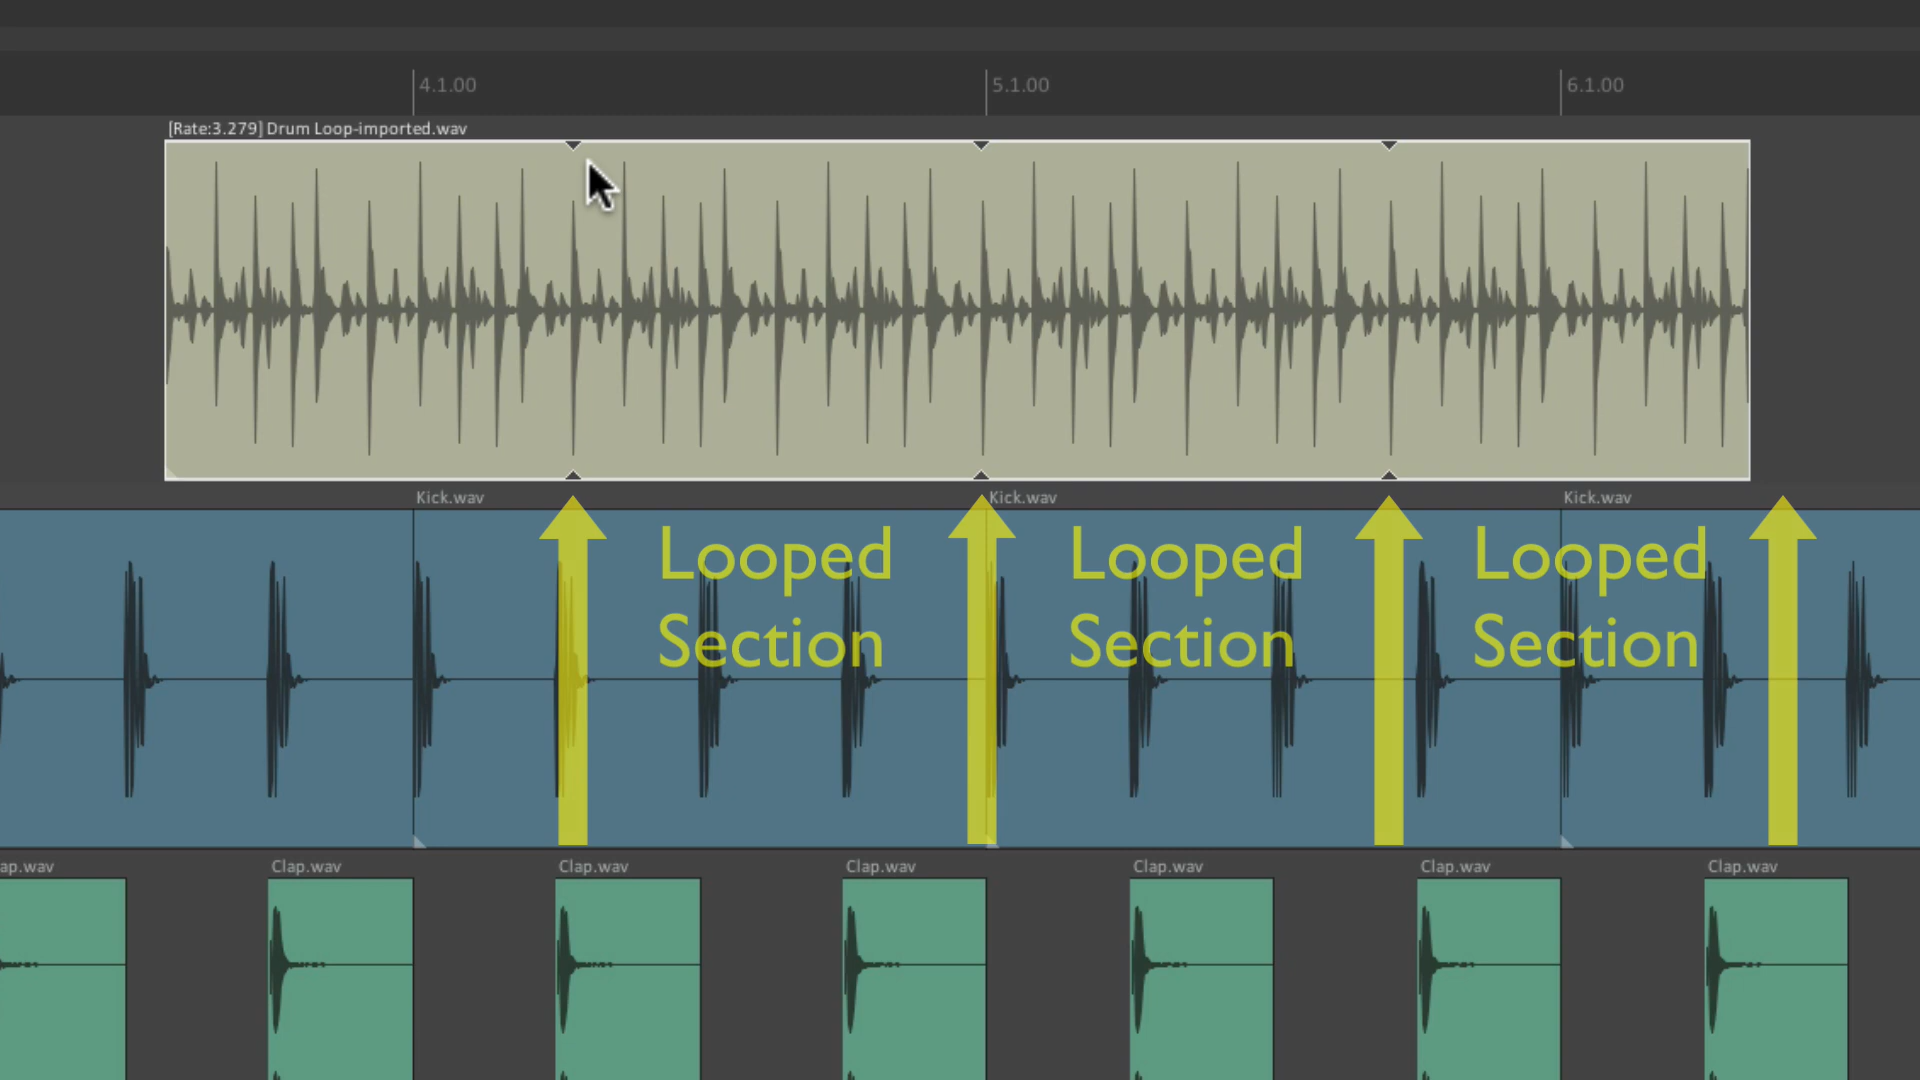 4.1.00 5.1.00 6.1.00
[Rate:3.279] Drum Loop-imported.wav
Kick.wav Kick.wav Kick.wav
Looped Looped Looped
Section Section Section
ap.wav Clap.wav Clap.wav Clap.wav Clap.wav Clap.wav Clap.wav